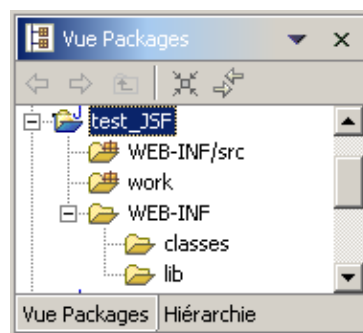 Vue Packages
test_JSF
WEB-INF/src
work
WEB-INF
classes
lib
Vue Packages Hiérarchie